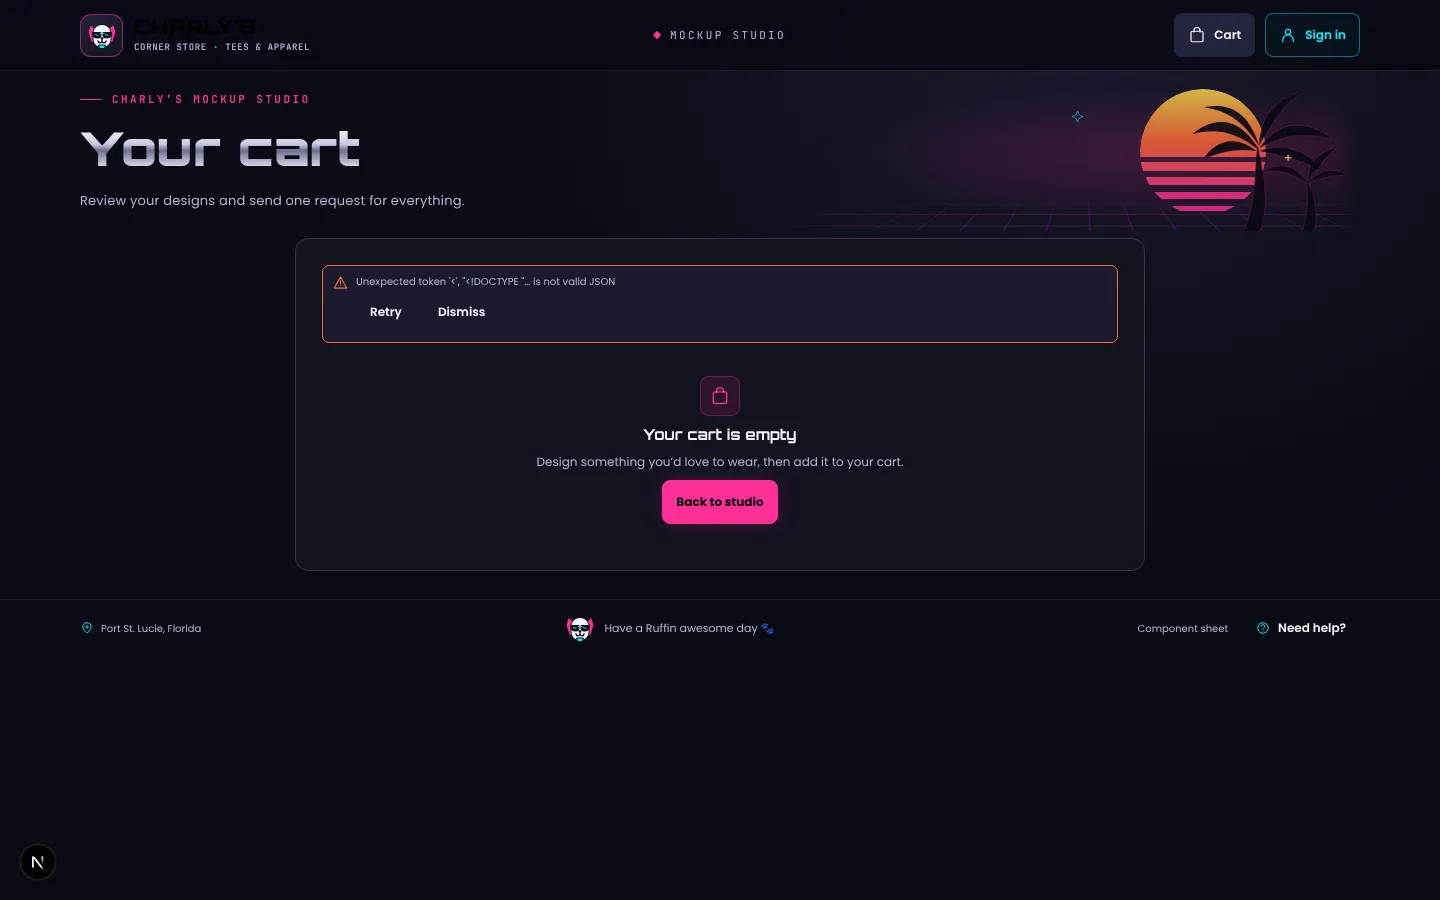 CHARLY'S
CORNER STORE · TEES & APPAREL
◆ MOCKUP STUDIO
Cart
Sign in
CHARLY'S MOCKUP STUDIO
Your cart
Review your designs and send one request for everything.
Unexpected token '<', "<!DOCTYPE "... is not valid JSON
Retry
Dismiss
Your cart is empty
Design something you’d love to wear, then add it to your cart.
Back to studio
Port St. Lucie, Florida
Have a Ruffin awesome day 🐾
Component sheet
Need help?
N